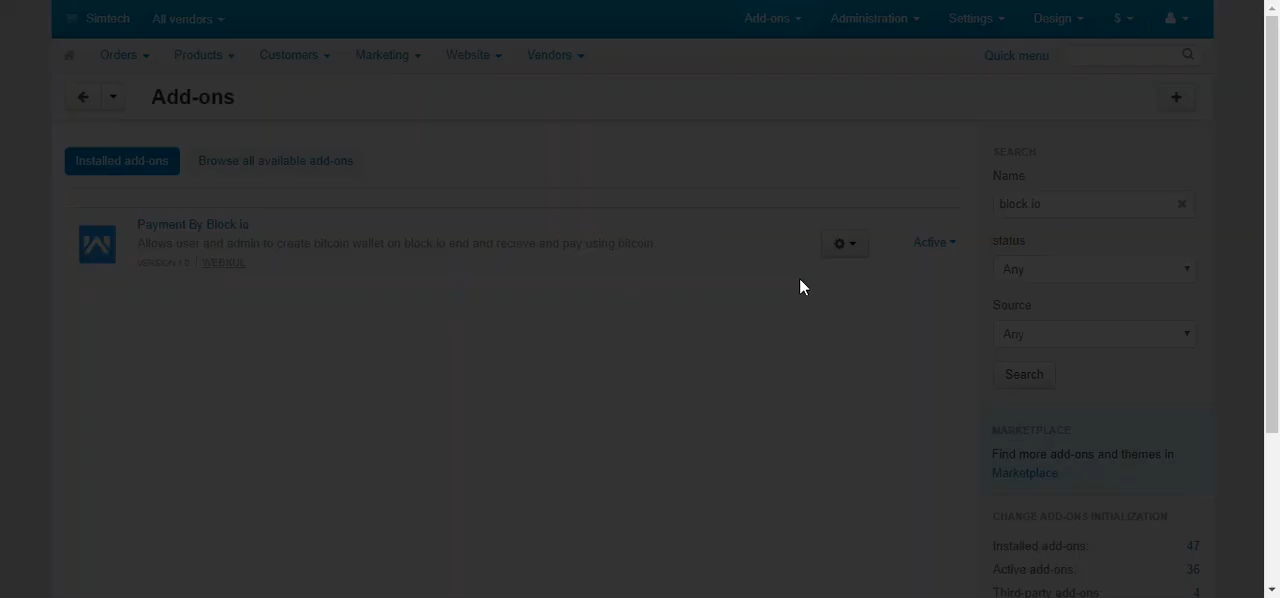 Simtech All vendors Add-ons Administration Settings Design $
Orders Products Customers Marketing Website Vendors Quick menu
Add-ons
Installed add-ons Browse all available add-ons
Payment By Block io
Allows user and admin to create bitcoin wallet on block.io end and recieve and pay using bitcoin.
VERSION 1.0 | WEBKUL
Active
SEARCH
Name
block io
status
Any
Source
Any
Search
MARKETPLACE
Find more add-ons and themes in
Marketplace
CHANGE ADD-ONS INITIALIZATION
Installed add-ons: 47
Active add-ons: 36
Third-party add-ons: 4